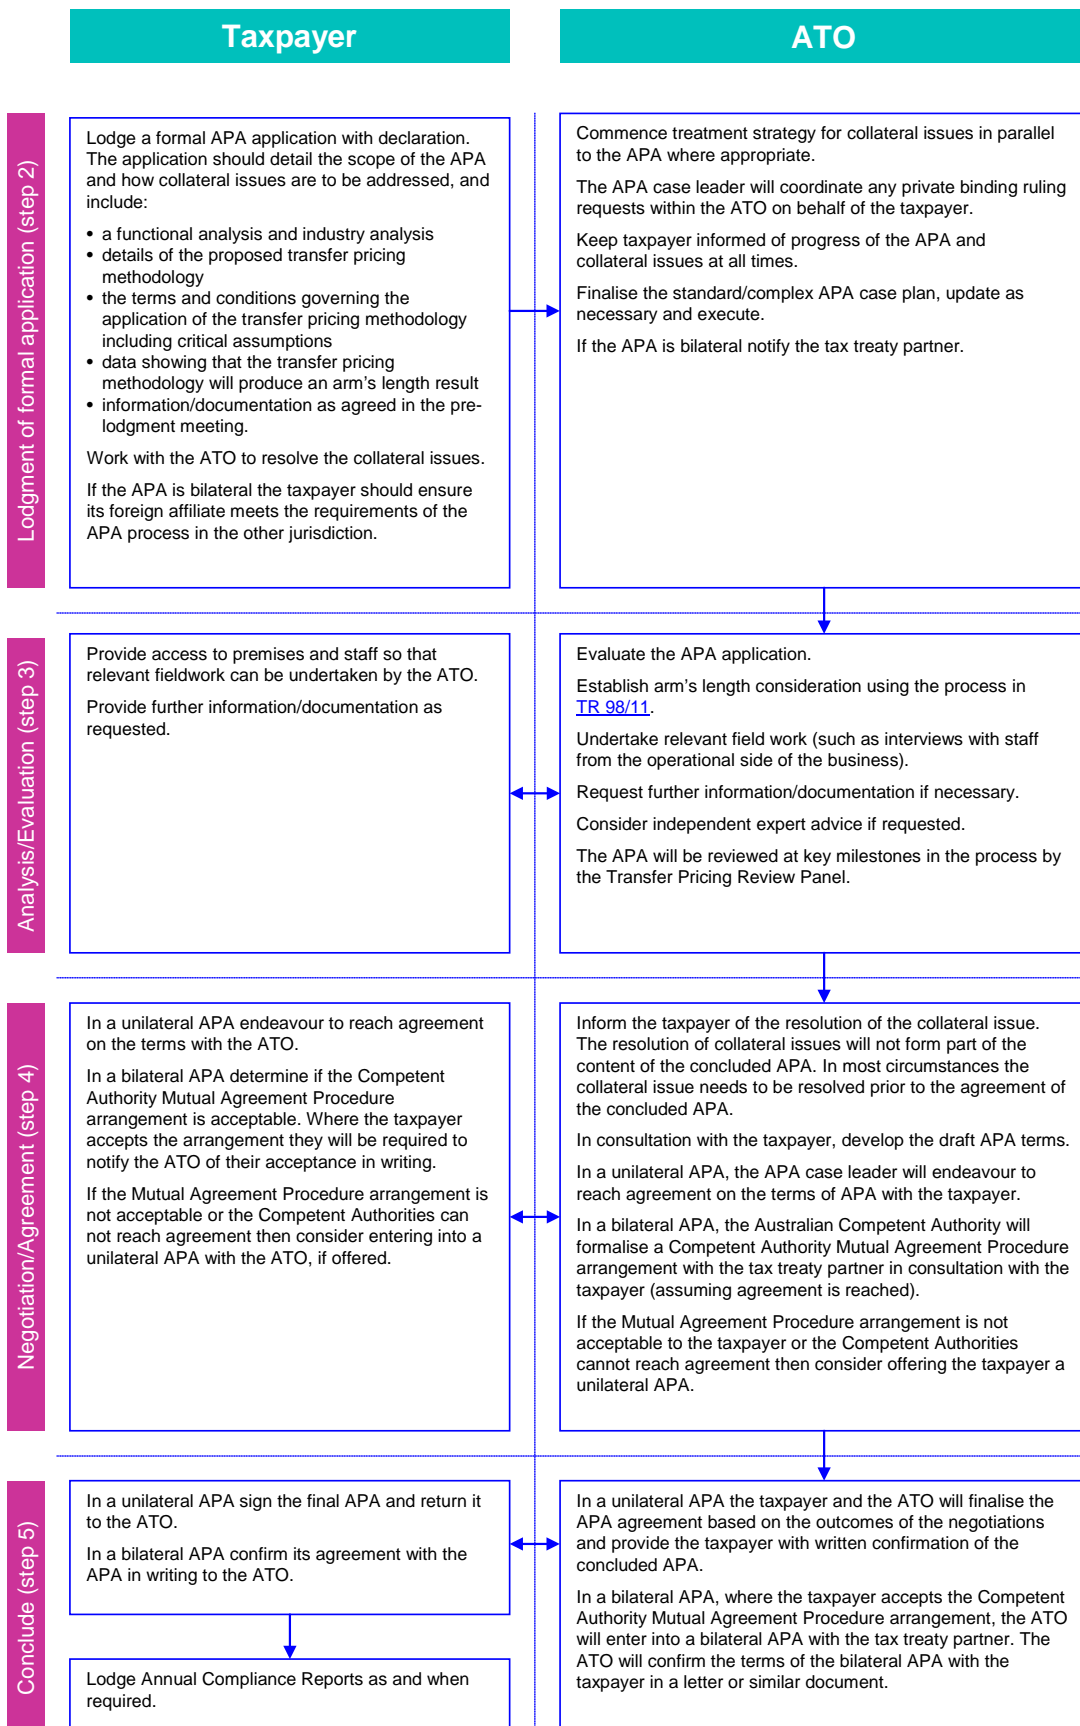 Taxpayer
ATO
Lodgment of formal application (step 2)
Lodge a formal APA application with declaration.
The application should detail the scope of the APA
and how collateral issues are to be addressed, and
include:
• a functional analysis and industry analysis
• details of the proposed transfer pricing
methodology
• the terms and conditions governing the
application of the transfer pricing methodology
including critical assumptions
• data showing that the transfer pricing
methodology will produce an arm's length result
• information/documentation as agreed in the pre-
lodgment meeting.
Work with the ATO to resolve the collateral issues.
If the APA is bilateral the taxpayer should ensure
its foreign affiliate meets the requirements of the
APA process in the other jurisdiction.
Commence treatment strategy for collateral issues in parallel
to the APA where appropriate.
The APA case leader will coordinate any private binding ruling
requests within the ATO on behalf of the taxpayer.
Keep taxpayer informed of progress of the APA and
collateral issues at all times.
Finalise the standard/complex APA case plan, update as
necessary and execute.
If the APA is bilateral notify the tax treaty partner.
Analysis/Evaluation (step 3)
Provide access to premises and staff so that
relevant fieldwork can be undertaken by the ATO.
Provide further information/documentation as
requested.
Evaluate the APA application.
Establish arm's length consideration using the process in
TR 98/11.
Undertake relevant field work (such as interviews with staff
from the operational side of the business).
Request further information/documentation if necessary.
Consider independent expert advice if requested.
The APA will be reviewed at key milestones in the process by
the Transfer Pricing Review Panel.
Negotiation/Agreement (step 4)
In a unilateral APA endeavour to reach agreement
on the terms with the ATO.
In a bilateral APA determine if the Competent
Authority Mutual Agreement Procedure
arrangement is acceptable. Where the taxpayer
accepts the arrangement they will be required to
notify the ATO of their acceptance in writing.
If the Mutual Agreement Procedure arrangement is
not acceptable or the Competent Authorities can
not reach agreement then consider entering into a
unilateral APA with the ATO, if offered.
Inform the taxpayer of the resolution of the collateral issue.
The resolution of collateral issues will not form part of the
content of the concluded APA. In most circumstances the
collateral issue needs to be resolved prior to the agreement of
the concluded APA.
In consultation with the taxpayer, develop the draft APA terms.
In a unilateral APA, the APA case leader will endeavour to
reach agreement on the terms of APA with the taxpayer.
In a bilateral APA, the Australian Competent Authority will
formalise a Competent Authority Mutual Agreement Procedure
arrangement with the tax treaty partner in consultation with the
taxpayer (assuming agreement is reached).
If the Mutual Agreement Procedure arrangement is not
acceptable to the taxpayer or the Competent Authorities
cannot reach agreement then consider offering the taxpayer a
unilateral APA.
Conclude (step 5)
In a unilateral APA sign the final APA and return it
to the ATO.
In a bilateral APA confirm its agreement with the
APA in writing to the ATO.
Lodge Annual Compliance Reports as and when
required.
In a unilateral APA the taxpayer and the ATO will finalise the
APA agreement based on the outcomes of the negotiations
and provide the taxpayer with written confirmation of the
concluded APA.
In a bilateral APA, where the taxpayer accepts the Competent
Authority Mutual Agreement Procedure arrangement, the ATO
will enter into a bilateral APA with the tax treaty partner. The
ATO will confirm the terms of the bilateral APA with the
taxpayer in a letter or similar document.